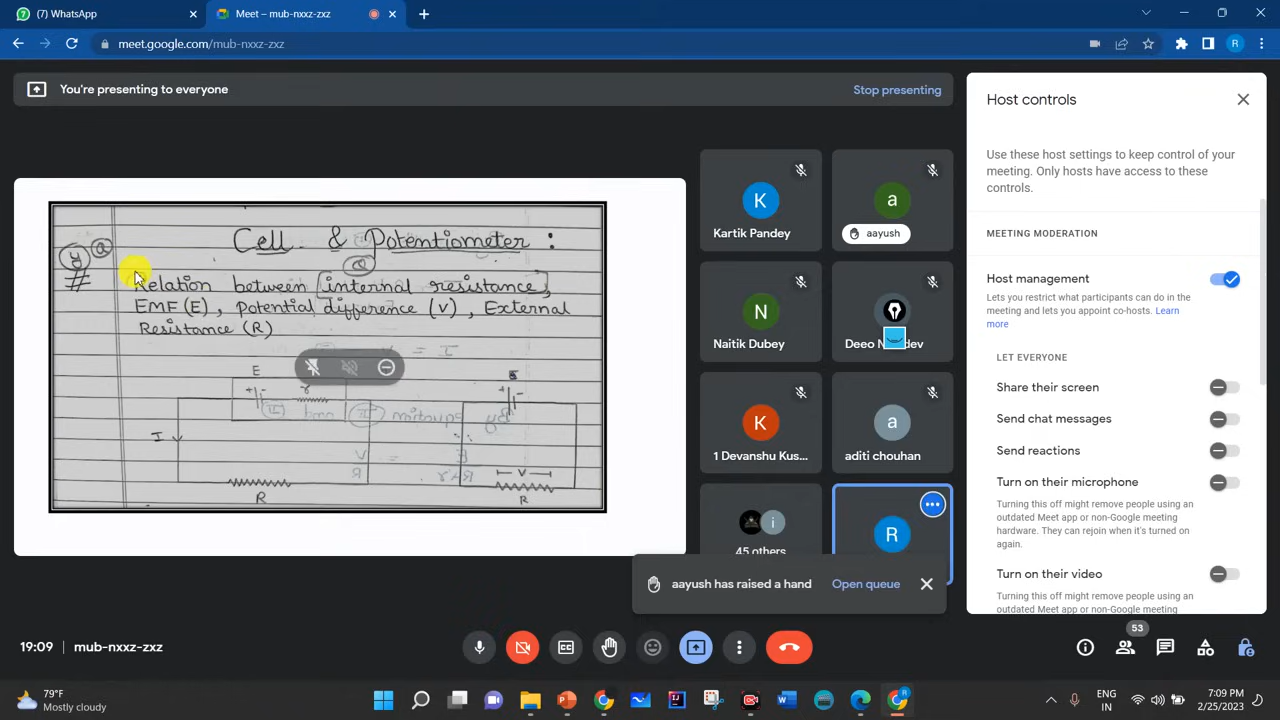 (7) WhatsApp
Meet – mub-nxxz-zxz
meet.google.com/mub-nxxz-zxz
R
You're presenting to everyone
Stop presenting
Cell & Potentiometer :
y a
a
# Relation between internal resistance,
EMF (E), Potential difference (V), External
Resistance (R)
E
r
I
R
E
V
R
K
Kartik Pandey
a
aayush
N
Naitik Dubey
Deeo N dev
K
1 Devanshu Kus...
a
aditi chouhan
i
45 others
R
aayush has raised a hand
Open queue
Host controls
Use these host settings to keep control of your
meeting. Only hosts have access to these
controls.
MEETING MODERATION
Host management
Lets you restrict what participants can do in the
meeting and lets you appoint co-hosts. Learn
more
LET EVERYONE
Share their screen
Send chat messages
Send reactions
Turn on their microphone
Turning this off might remove people using an
outdated Meet app or non-Google meeting
hardware. They can rejoin when it's turned on
again.
Turn on their video
Turning this off might remove people using an
outdated Meet app or non-Google meeting
19:09 mub-nxxz-zxz
53
79°F
Mostly cloudy
ENG
IN
7:09 PM
2/25/2023